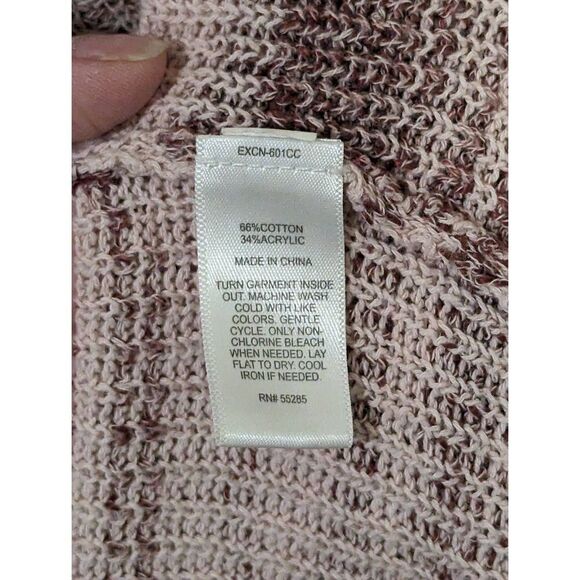 EXCN-601CC
66%COTTON
34%ACRYLIC
MADE IN CHINA
TURN GARMENT INSIDE
OUT. MACHINE WASH
COLD WITH LIKE
COLORS. GENTLE
CYCLE. ONLY NON-
CHLORINE BLEACH
WHEN NEEDED. LAY
FLAT TO DRY. COOL
IRON IF NEEDED.
RN# 55285